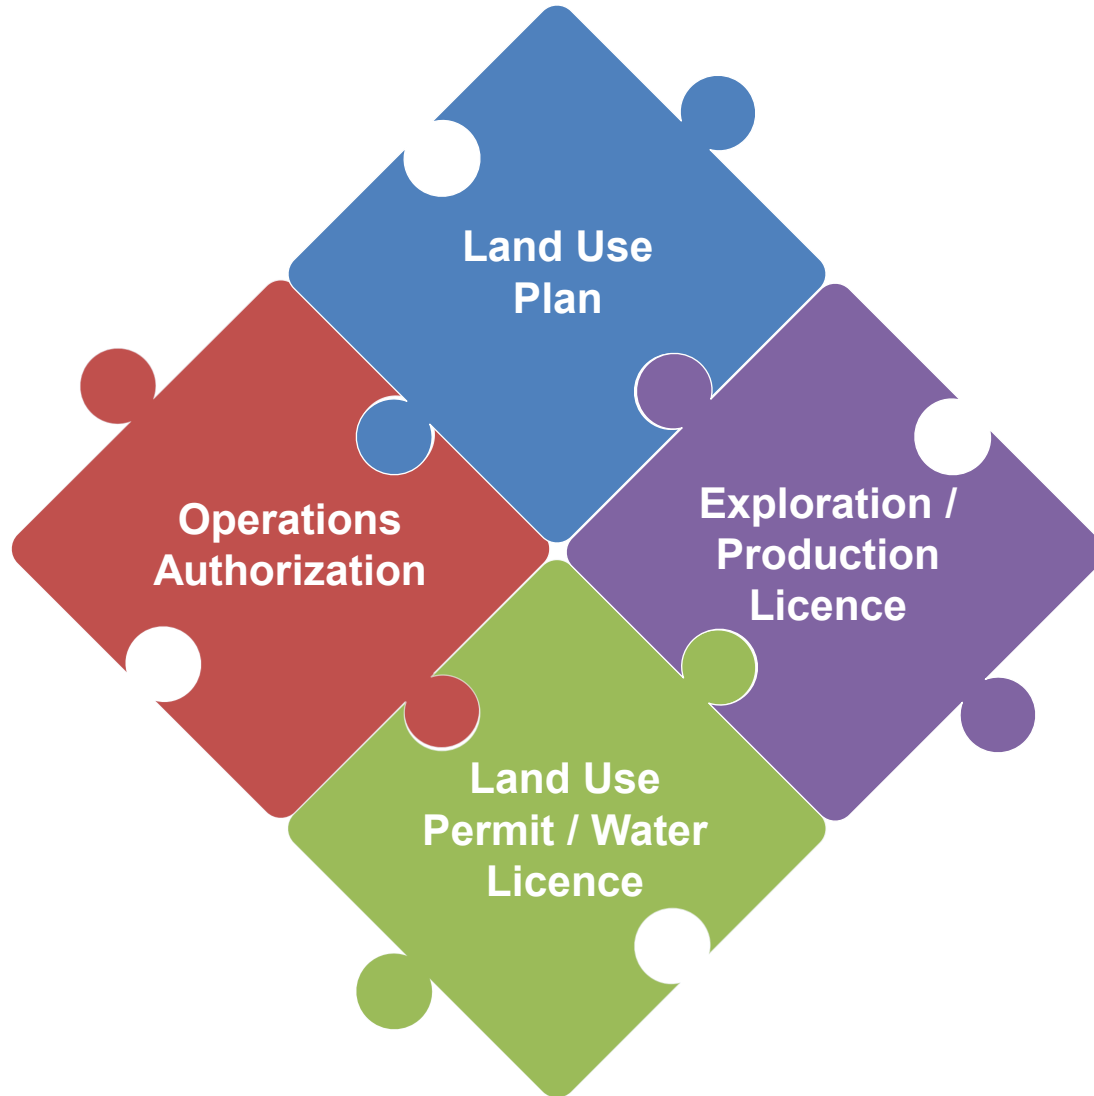 Land Use
Plan
Operations
Authorization
Exploration /
Production
Licence
Land Use
Permit / Water
Licence